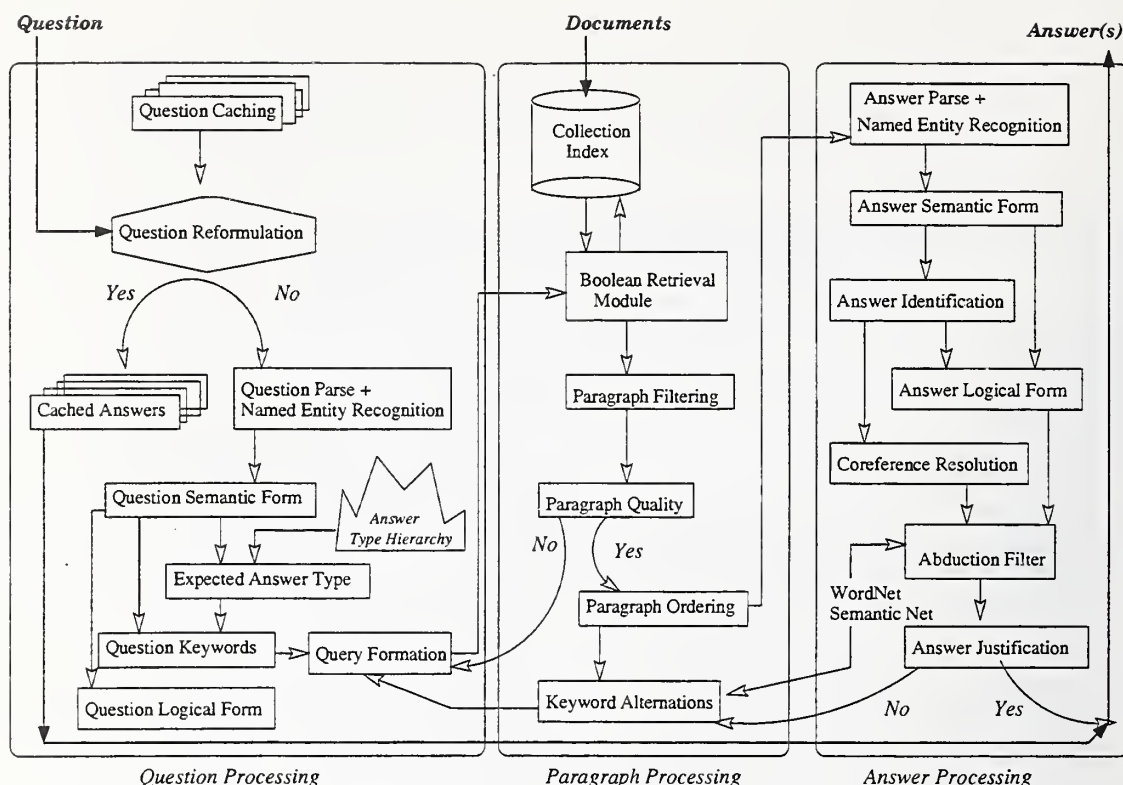 Question
Documents
Answer(s)
Question Caching
Question Reformulation
Yes
No
Cached Answers
Question Parse +
Named Entity Recognition
Question Semantic Form
Answer
Type Hierarchy
Expected Answer Type
Question Keywords
Query Formation
Question Logical Form
Question Processing
Collection
Index
Boolean Retrieval
Module
Paragraph Filtering
Paragraph Quality
No
Yes
Paragraph Ordering
Keyword Alternations
Paragraph Processing
Answer Parse +
Named Entity Recognition
Answer Semantic Form
Answer Identification
Answer Logical Form
Coreference Resolution
Abduction Filter
WordNet
Semantic Net
Answer Justification
No
Yes
Answer Processing